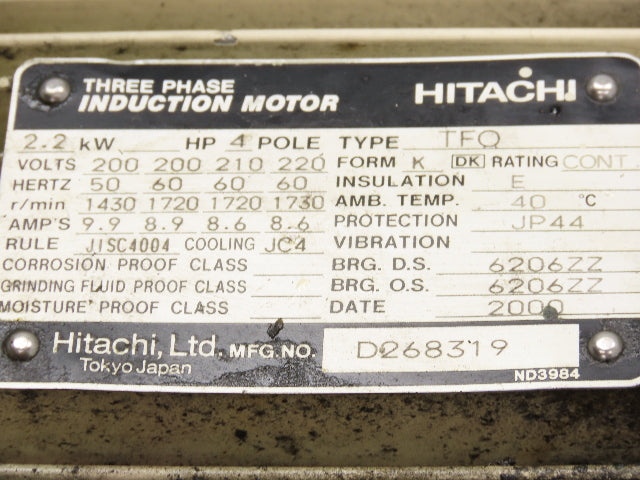 THREE PHASE
INDUCTION MOTOR
HITACHI
2.2 kW HP 4 POLE TYPE TFO
VOLTS 200 200 210 220 FORM K DK RATING CONT
HERTZ 50 60 60 60 INSULATION E
r/min 1430 1720 1720 1730 AMB. TEMP. 40 °C
AMP'S 9.9 8.9 8.6 8.6 PROTECTION JP44
RULE JISC4004 COOLING JC4 VIBRATION
CORROSION PROOF CLASS BRG. D.S. 6206ZZ
GRINDING FLUID PROOF CLASS BRG. O.S. 6206ZZ
MOISTURE PROOF CLASS DATE 2000
Hitachi, Ltd. MFG.NO. D268319
Tokyo Japan
ND3984